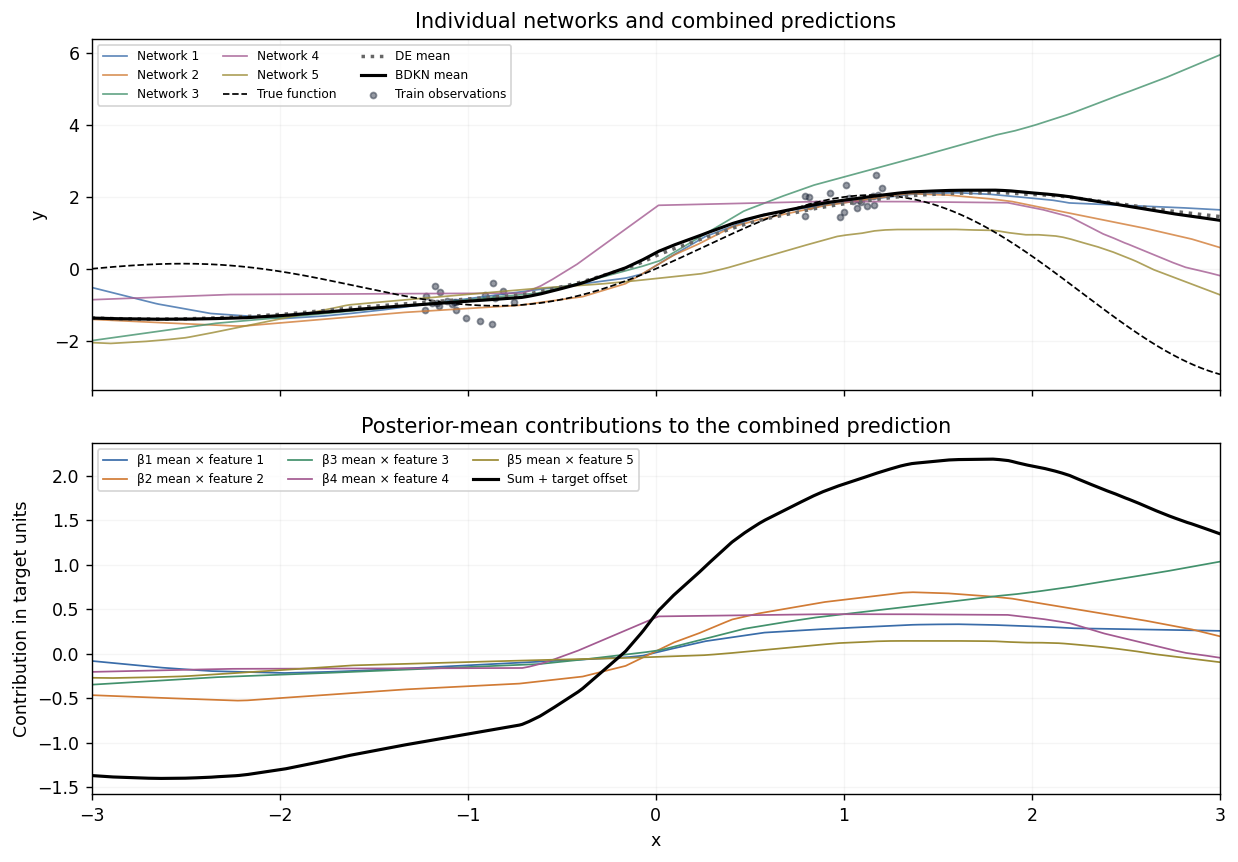 Individual networks and combined predictions
Network 1
Network 2
Network 3
Network 4
Network 5
True function
DE mean
BDKN mean
Train observations
y
6
4
2
0
−2
Posterior-mean contributions to the combined prediction
β1 mean × feature 1
β2 mean × feature 2
β3 mean × feature 3
β4 mean × feature 4
β5 mean × feature 5
Sum + target offset
Contribution in target units
2.0
1.5
1.0
0.5
0.0
−0.5
−1.0
−1.5
−3 −2 −1 0 1 2 3
x